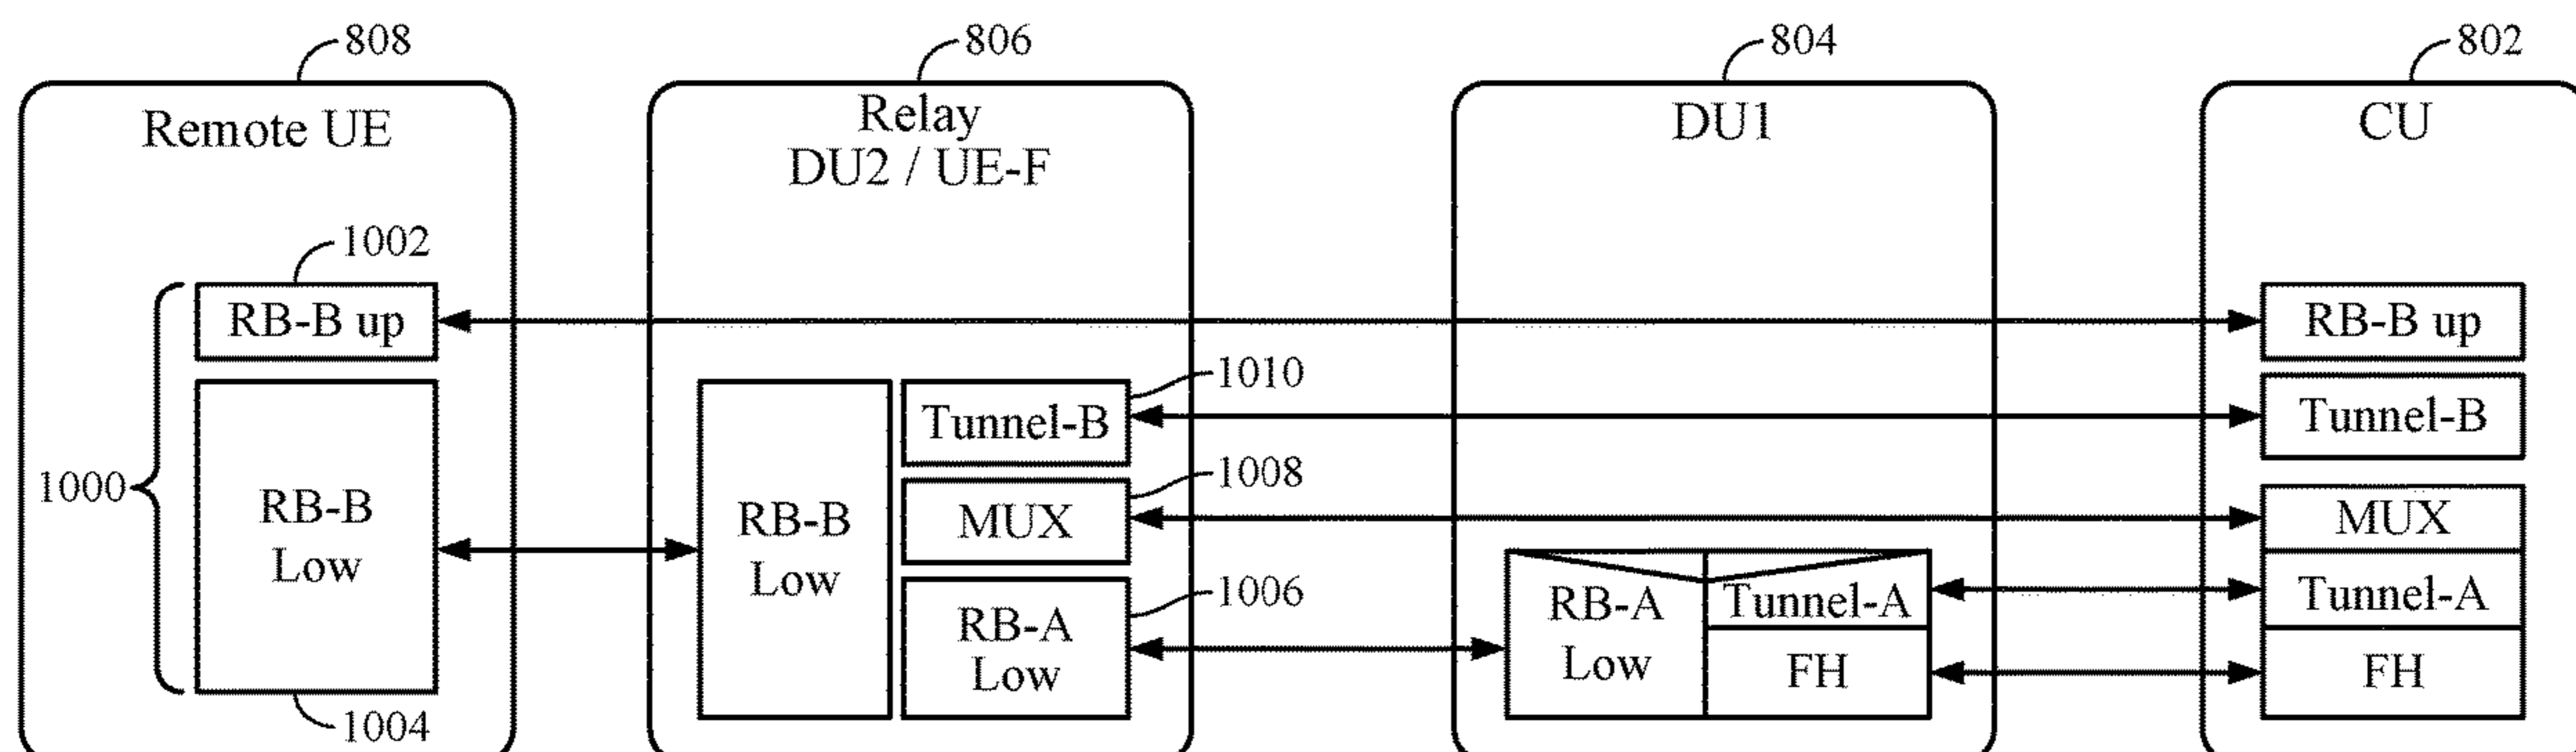 808
806
804
802
Remote UE
Relay
DU2 / UE-F
DU1
CU
1002
RB-B up
RB-B up
1010
Tunnel-B
Tunnel-B
1000
RB-B
Low
RB-B
Low
1008
MUX
MUX
1006
RB-A
Low
RB-A
Low
Tunnel-A
FH
Tunnel-A
FH
1004